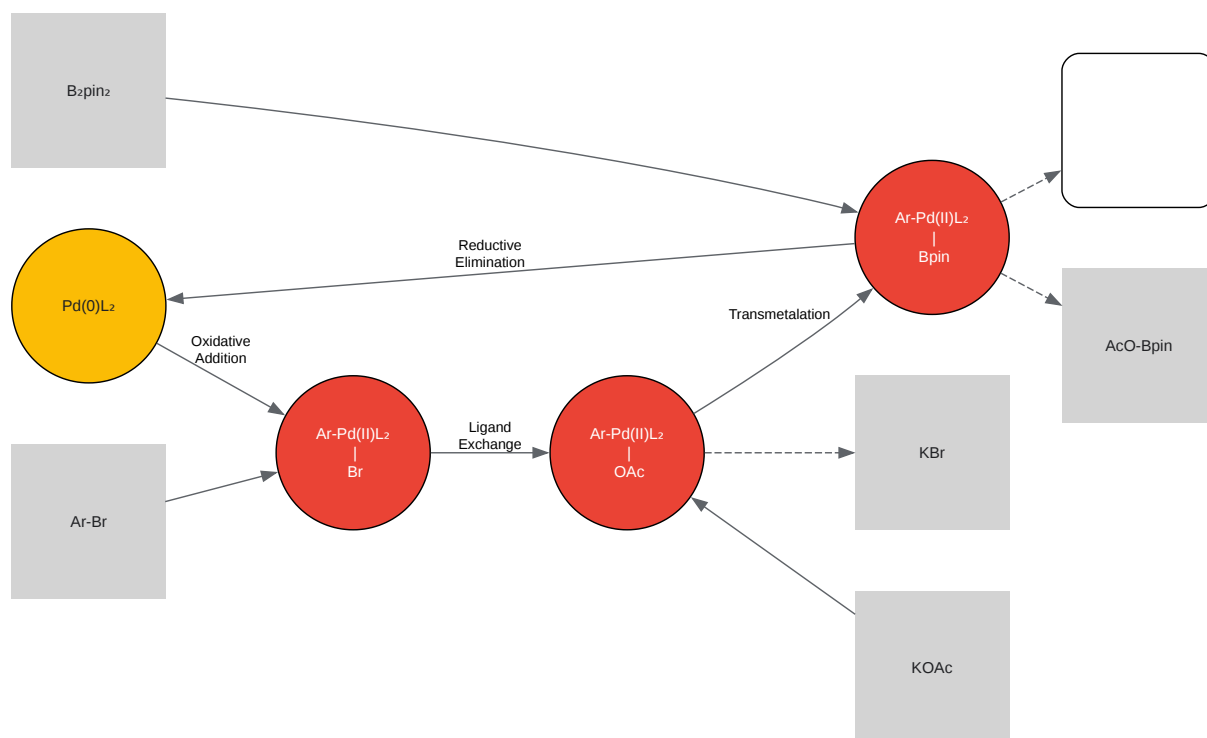 B₂pin₂
Ar-Pd(II)L₂
|
Bpin
Reductive
Elimination
Pd(0)L₂
Transmetalation
Oxidative
Addition
AcO-Bpin
Ar-Pd(II)L₂
|
Br
Ligand
Exchange
Ar-Pd(II)L₂
|
OAc
KBr
Ar-Br
KOAc